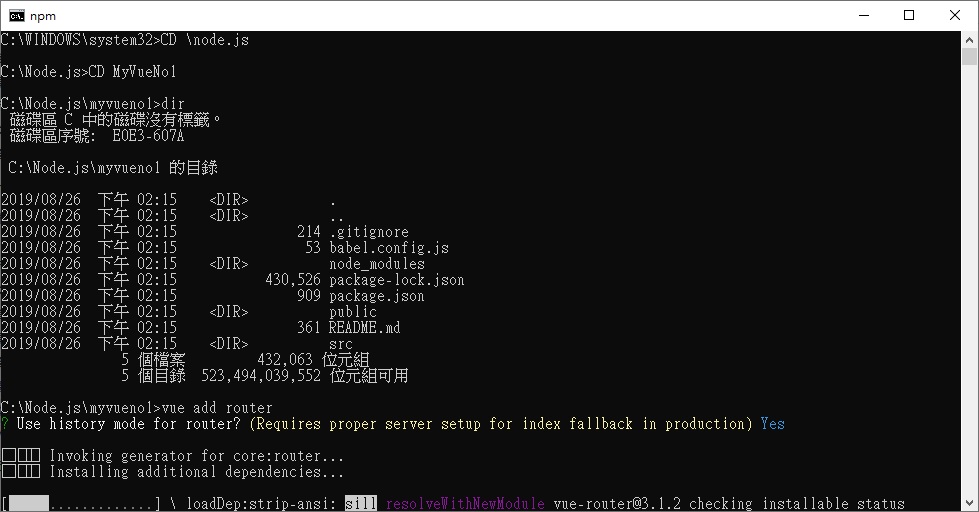 npm
C:\WINDOWS\system32>CD \node.js
C:\Node.js>CD MyVueNo1
C:\Node.js\myvueno1>dir
磁碟區 C 中的磁碟沒有標籤。
磁碟區序號:  E0E3-607A
C:\Node.js\myvueno1 的目錄
2019/08/26  下午 02:15    <DIR>          .
2019/08/26  下午 02:15    <DIR>          ..
2019/08/26  下午 02:15               214 .gitignore
2019/08/26  下午 02:15                53 babel.config.js
2019/08/26  下午 02:15    <DIR>          node_modules
2019/08/26  下午 02:15           430,526 package-lock.json
2019/08/26  下午 02:15               909 package.json
2019/08/26  下午 02:15    <DIR>          public
2019/08/26  下午 02:15               361 README.md
2019/08/26  下午 02:15    <DIR>          src
5 個檔案         432,063 位元組
5 個目錄  523,494,039,552 位元組可用
C:\Node.js\myvueno1>vue add router
? Use history mode for router? (Requires proper server setup for index fallback in production) Yes
Invoking generator for core:router...
Installing additional dependencies...
[     .............] \ loadDep:strip-ansi: sill resolveWithNewModule vue-router@3.1.2 checking installable status